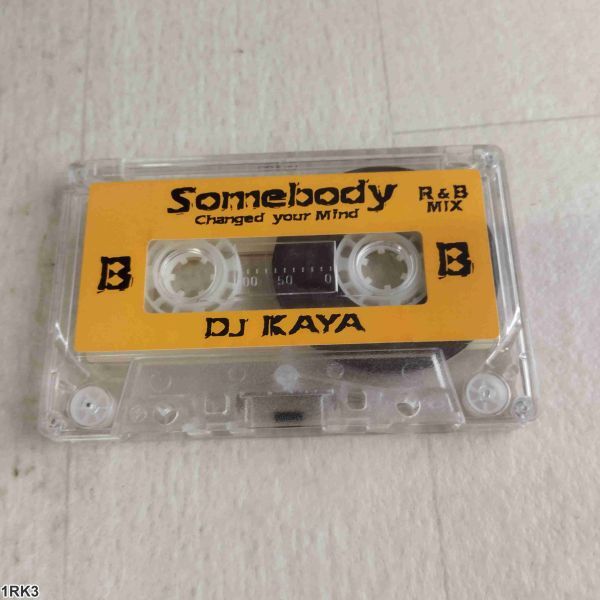 Somebody
Changed your Mind
R & B
MIX
B
B
00 50 0
DJ KAYA
1RK3